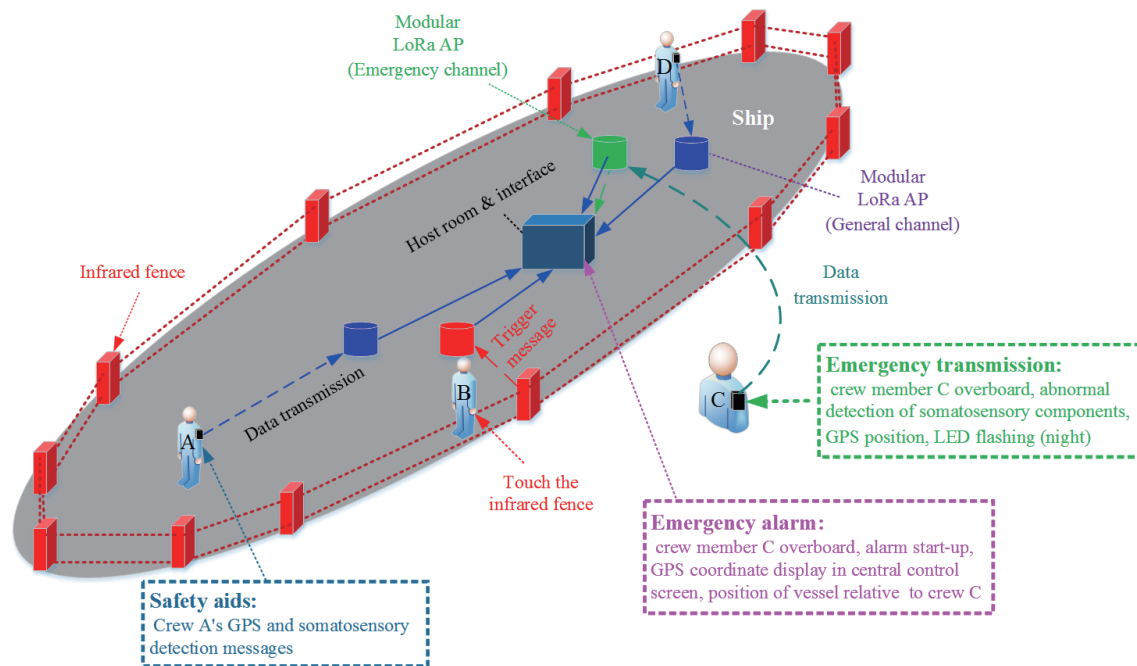 Modular
LoRa AP
(Emergency channel)
D
Ship
Modular
LoRa AP
(General channel)
Host room & interface
Infrared fence
Data
transmission
Trigger
message
Data transmission
A
B
C
Touch the
infrared fence
Emergency transmission:
crew member C overboard, abnormal
detection of somatosensory components,
GPS position, LED flashing (night)
Emergency alarm:
crew member C overboard, alarm start-up,
GPS coordinate display in central control
screen, position of vessel relative to crew C
Safety aids:
Crew A's GPS and somatosensory
detection messages